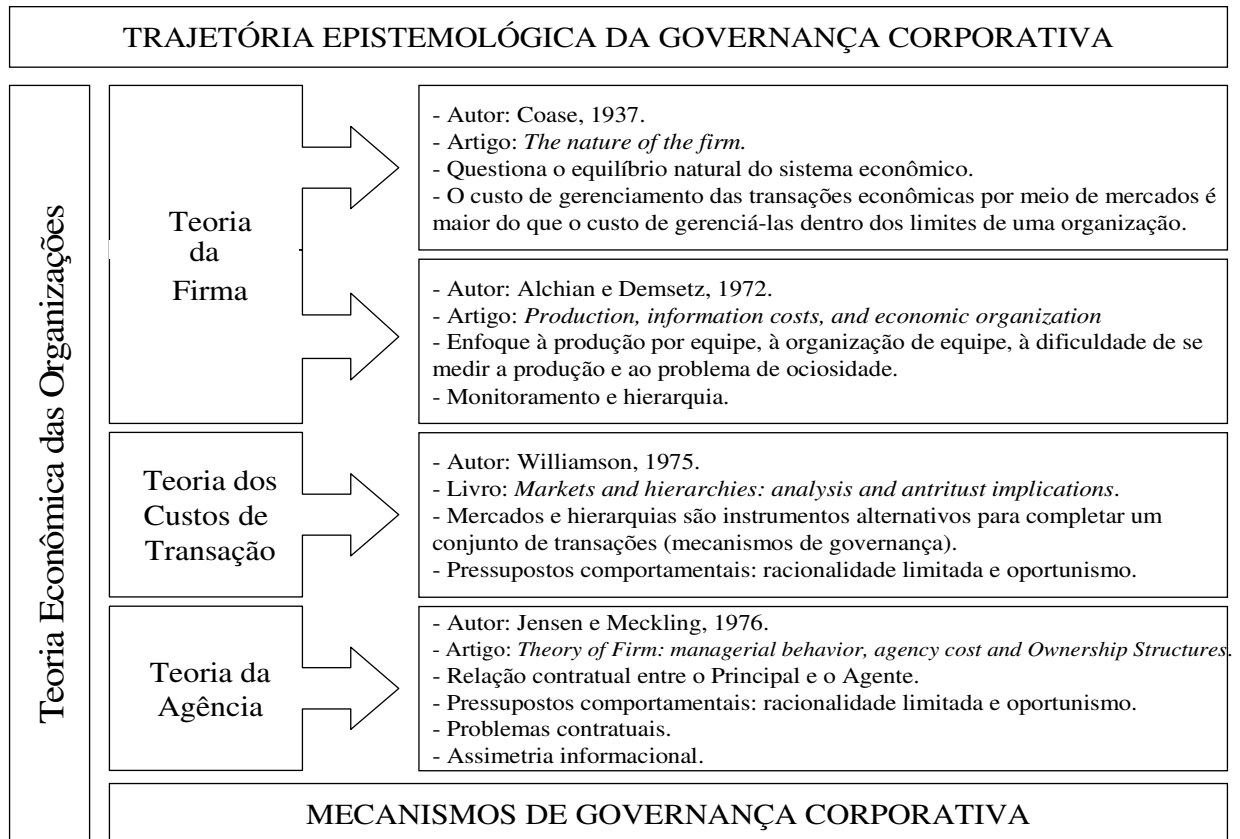 TRAJETÓRIA EPISTEMOLÓGICA DA GOVERNANÇA CORPORATIVA
Teoria Econômica das Organizações
Teoria
da
Firma
- Autor: Coase, 1937.
- Artigo: The nature of the firm.
- Questiona o equilíbrio natural do sistema econômico.
- O custo de gerenciamento das transações econômicas por meio de mercados é
maior do que o custo de gerenciá-las dentro dos limites de uma organização.
- Autor: Alchian e Demsetz, 1972.
- Artigo: Production, information costs, and economic organization
- Enfoque à produção por equipe, à organização de equipe, à dificuldade de se
medir a produção e ao problema de ociosidade.
- Monitoramento e hierarquia.
Teoria dos
Custos de
Transação
- Autor: Williamson, 1975.
- Livro: Markets and hierarchies: analysis and antritust implications.
- Mercados e hierarquias são instrumentos alternativos para completar um
conjunto de transações (mecanismos de governança).
- Pressupostos comportamentais: racionalidade limitada e oportunismo.
Teoria da
Agência
- Autor: Jensen e Meckling, 1976.
- Artigo: Theory of Firm: managerial behavior, agency cost and Ownership Structures.
- Relação contratual entre o Principal e o Agente.
- Pressupostos comportamentais: racionalidade limitada e oportunismo.
- Problemas contratuais.
- Assimetria informacional.
MECANISMOS DE GOVERNANÇA CORPORATIVA